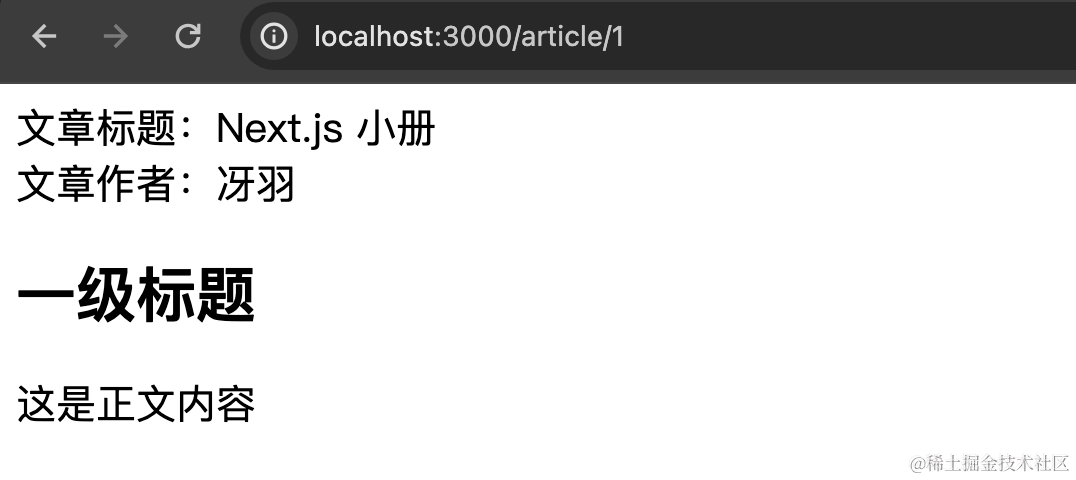 localhost:3000/article/1
文章标题：Next.js 小册
文章作者：冴羽
一级标题
这是正文内容
@稀土掘金技术社区